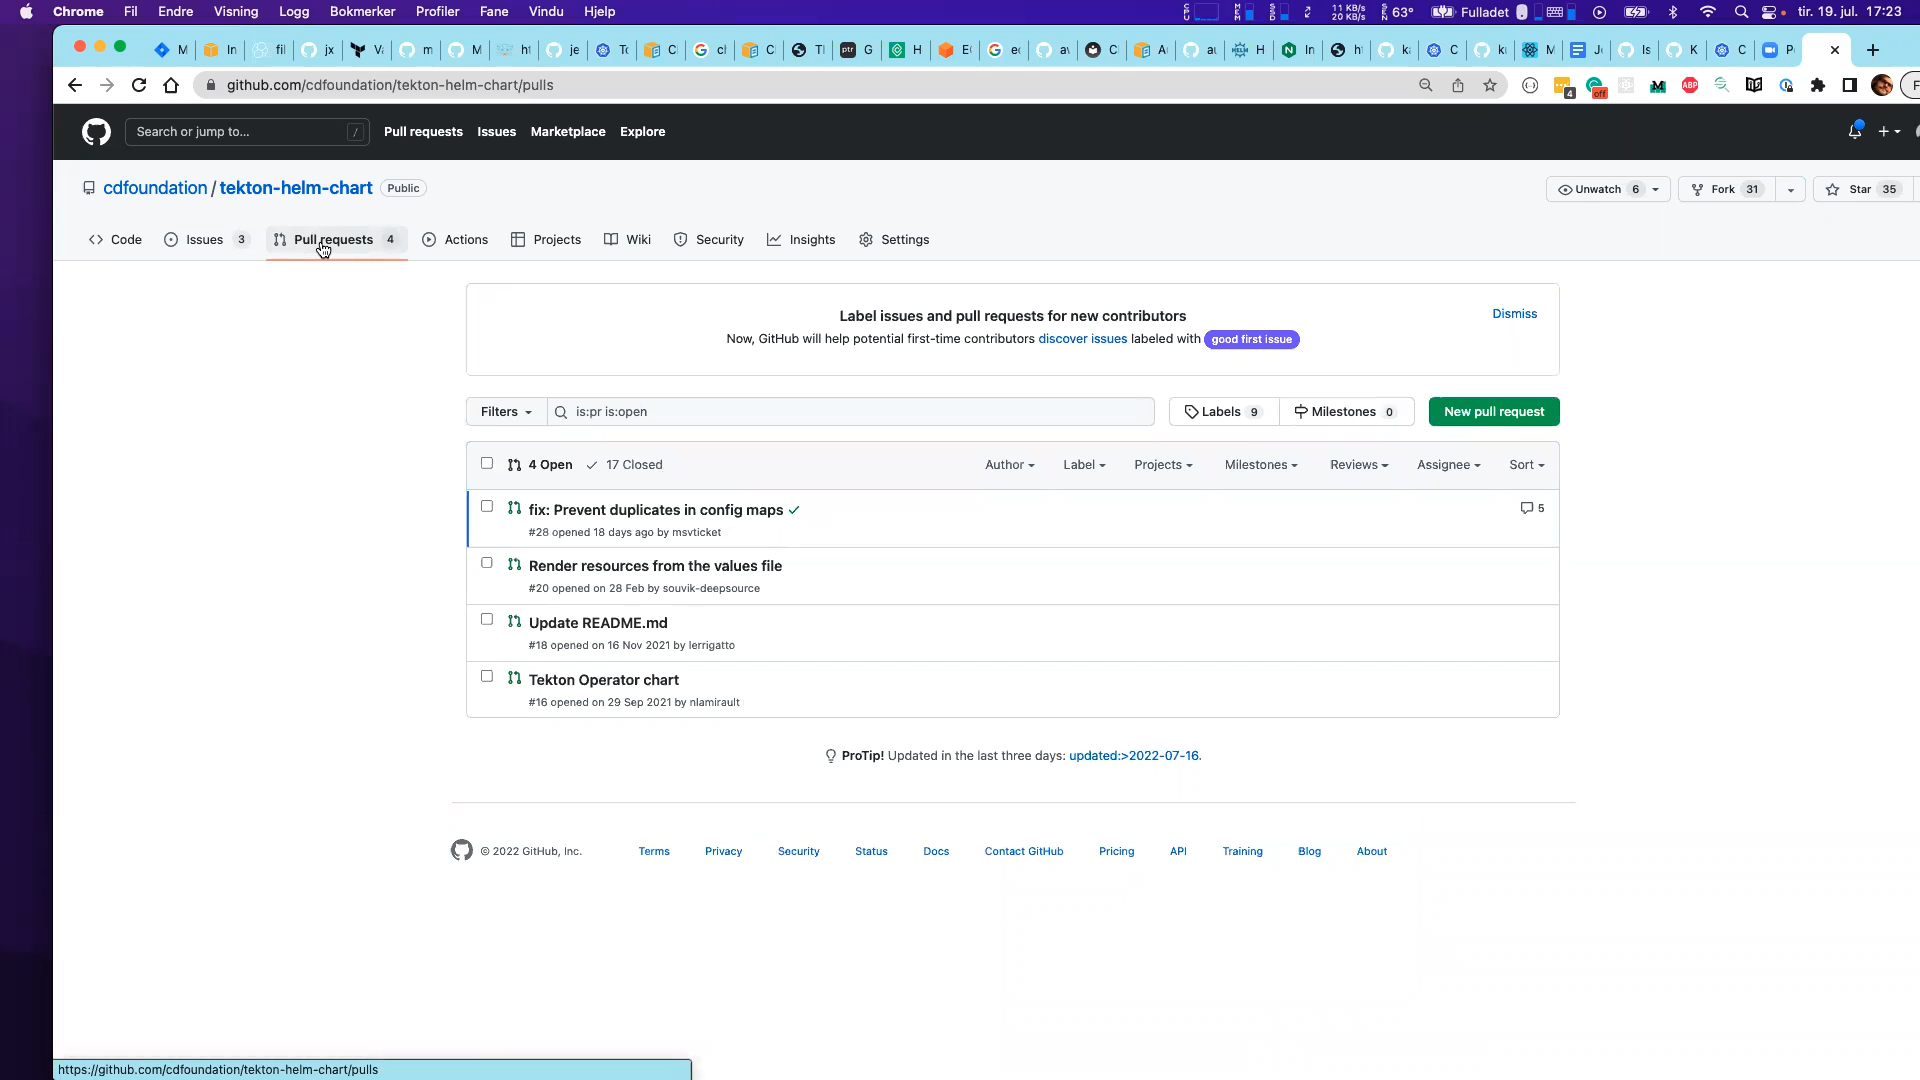 Chrome Fil Endre Visning Logg Bokmerker Profiler Fane Vindu Hjelp 11 KB/s 20 KB/s 63° Fulladet tir. 19. jul. 17:23
github.com/cdfoundation/tekton-helm-chart/pulls
Search or jump to... / Pull requests Issues Marketplace Explore
cdfoundation / tekton-helm-chart Public Unwatch 6 Fork 31 Star 35
Code Issues 3 Pull requests 4 Actions Projects Wiki Security Insights Settings
Label issues and pull requests for new contributors Dismiss
Now, GitHub will help potential first-time contributors discover issues labeled with good first issue
Filters is:pr is:open Labels 9 Milestones 0 New pull request
4 Open 17 Closed Author Label Projects Milestones Reviews Assignee Sort
fix: Prevent duplicates in config maps 5
#28 opened 18 days ago by msvticket
Render resources from the values file
#20 opened on 28 Feb by souvik-deepsource
Update README.md
#18 opened on 16 Nov 2021 by lerrigatto
Tekton Operator chart
#16 opened on 29 Sep 2021 by nlamirault
ProTip! Updated in the last three days: updated:>2022-07-16.
© 2022 GitHub, Inc. Terms Privacy Security Status Docs Contact GitHub Pricing API Training Blog About
https://github.com/cdfoundation/tekton-helm-chart/pulls